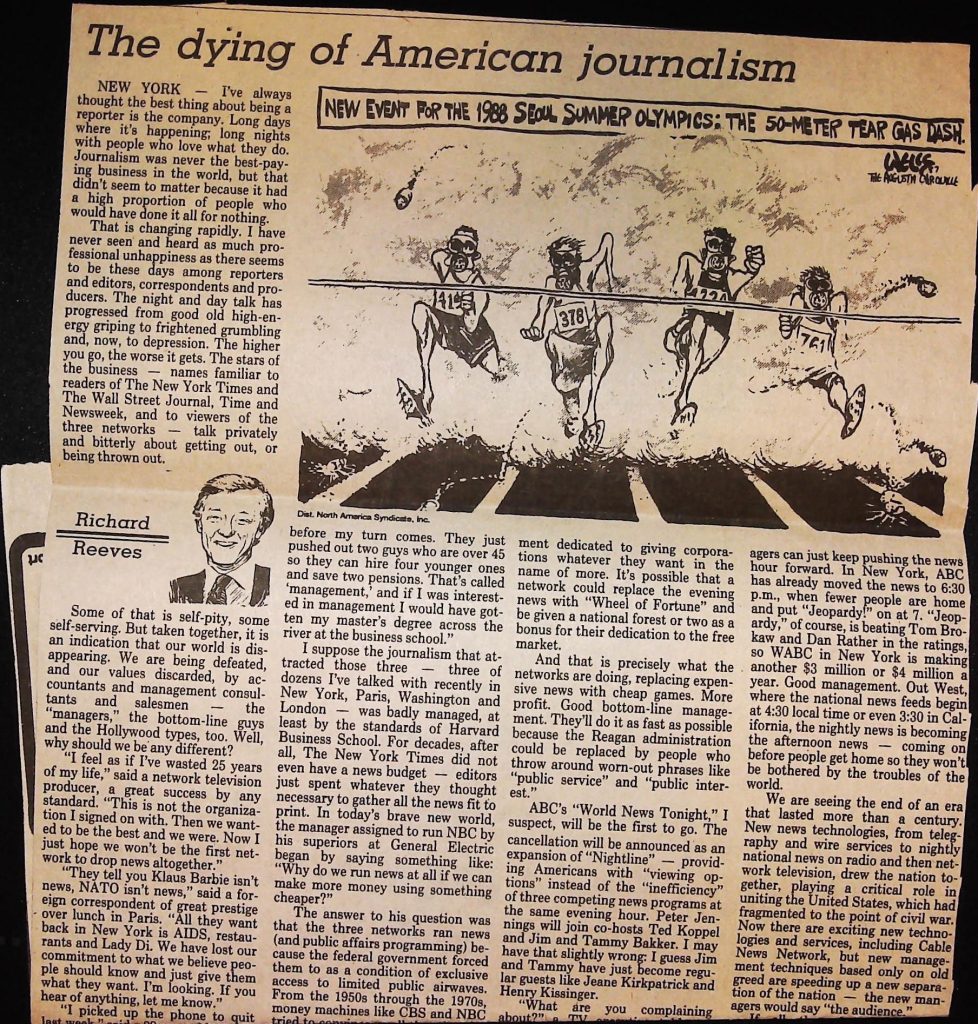 The dying of American journalism
NEW YORK — I've always
thought the best thing about being a
reporter is the company. Long days
where it's happening; long nights
with people who love what they do.
Journalism was never the best-pay-
ing business in the world, but that
didn't seem to matter because it had
a high proportion of people who
would have done it all for nothing.
That is changing rapidly. I have
never seen and heard as much pro-
fessional unhappiness as there seems
to be these days among reporters
and editors, correspondents and pro-
ducers. The night and day talk has
progressed from good old high-en-
ergy griping to frightened grumbling
and, now, to depression. The higher
you go, the worse it gets. The stars of
the business — names familiar to
readers of The New York Times and
The Wall Street Journal, Time and
Newsweek, and to viewers of the
three networks — talk privately
and bitterly about getting out, or
being thrown out.
NEW EVENT FOR THE 1988 SEOUL SUMMER OLYMPICS: THE 50-METER TEAR GAS DASH.
THE AUGUSTA CHRONICLE
419
378
224
761
Dist. North America Syndicate, Inc.
Richard
Reeves
Some of that is self-pity, some
self-serving. But taken together, it is
an indication that our world is dis-
appearing. We are being defeated,
and our values discarded, by ac-
countants and management consul-
tants and salesmen — the
"managers," the bottom-line guys
and the Hollywood types, too. Well,
why should we be any different?
"I feel as if I've wasted 25 years
of my life," said a network television
producer, a great success by any
standard. "This is not the organiza-
tion I signed on with. Then we want-
ed to be the best and we were. Now I
just hope we won't be the first net-
work to drop news altogether."
"They tell you Klaus Barbie isn't
news, NATO isn't news," said a for-
eign correspondent of great prestige
over lunch in Paris. "All they want
back in New York is AIDS, restau-
rants and Lady Di. We have lost our
commitment to what we believe peo-
ple should know and just give them
what they want. I'm looking. If you
hear of anything, let me know."
"I picked up the phone to quit
last week," said a
before my turn comes. They just
pushed out two guys who are over 45
so they can hire four younger ones
and save two pensions. That's called
'management,' and if I was interest-
ed in management I would have got-
ten my master's degree across the
river at the business school."
I suppose the journalism that at-
tracted those three — three of
dozens I've talked with recently in
New York, Paris, Washington and
London — was badly managed, at
least by the standards of Harvard
Business School. For decades, after
all, The New York Times did not
even have a news budget — editors
just spent whatever they thought
necessary to gather all the news fit to
print. In today's brave new world,
the manager assigned to run NBC by
his superiors at General Electric
began by saying something like:
"Why do we run news at all if we can
make more money using something
cheaper?"
The answer to his question was
that the three networks ran news
(and public affairs programming) be-
cause the federal government forced
them to as a condition of exclusive
access to limited public airwaves.
From the 1950s through the 1970s,
money machines like CBS and NBC
tried to
ment dedicated to giving corpora-
tions whatever they want in the
name of more. It's possible that a
network could replace the evening
news with "Wheel of Fortune" and
be given a national forest or two as a
bonus for their dedication to the free
market.
And that is precisely what the
networks are doing, replacing expen-
sive news with cheap games. More
profit. Good bottom-line manage-
ment. They'll do it as fast as possible
because the Reagan administration
could be replaced by people who
throw around worn-out phrases like
"public service" and "public inter-
est."
ABC's "World News Tonight," I
suspect, will be the first to go. The
cancellation will be announced as an
expansion of "Nightline" — provid-
ing Americans with "viewing op-
tions" instead of the "inefficiency"
of three competing news programs at
the same evening hour. Peter Jen-
nings will join co-hosts Ted Koppel
and Jim and Tammy Bakker. I may
have that slightly wrong: I guess Jim
and Tammy have just become regu-
lar guests like Jeane Kirkpatrick and
Henry Kissinger.
"What are you complaining
about?" a TV
agers can just keep pushing the news
hour forward. In New York, ABC
has already moved the news to 6:30
p.m., when fewer people are home
and put "Jeopardy!" on at 7. "Jeop-
ardy," of course, is beating Tom Bro-
kaw and Dan Rather in the ratings,
so WABC in New York is making
another $3 million or $4 million a
year. Good management. Out West,
where the national news feeds begin
at 4:30 local time or even 3:30 in Cal-
ifornia, the nightly news is becoming
the afternoon news — coming on
before people get home so they won't
be bothered by the troubles of the
world.
We are seeing the end of an era
that lasted more than a century.
New news technologies, from teleg-
raphy and wire services to nightly
national news on radio and then net-
work television, drew the nation to-
gether, playing a critical role in
uniting the United States, which had
fragmented to the point of civil war.
Now there are exciting new techno-
logies and services, including Cable
News Network, but new manage-
ment techniques based only on old
greed are speeding up a new separa-
tion of the nation — the new man-
agers would say "the audience."